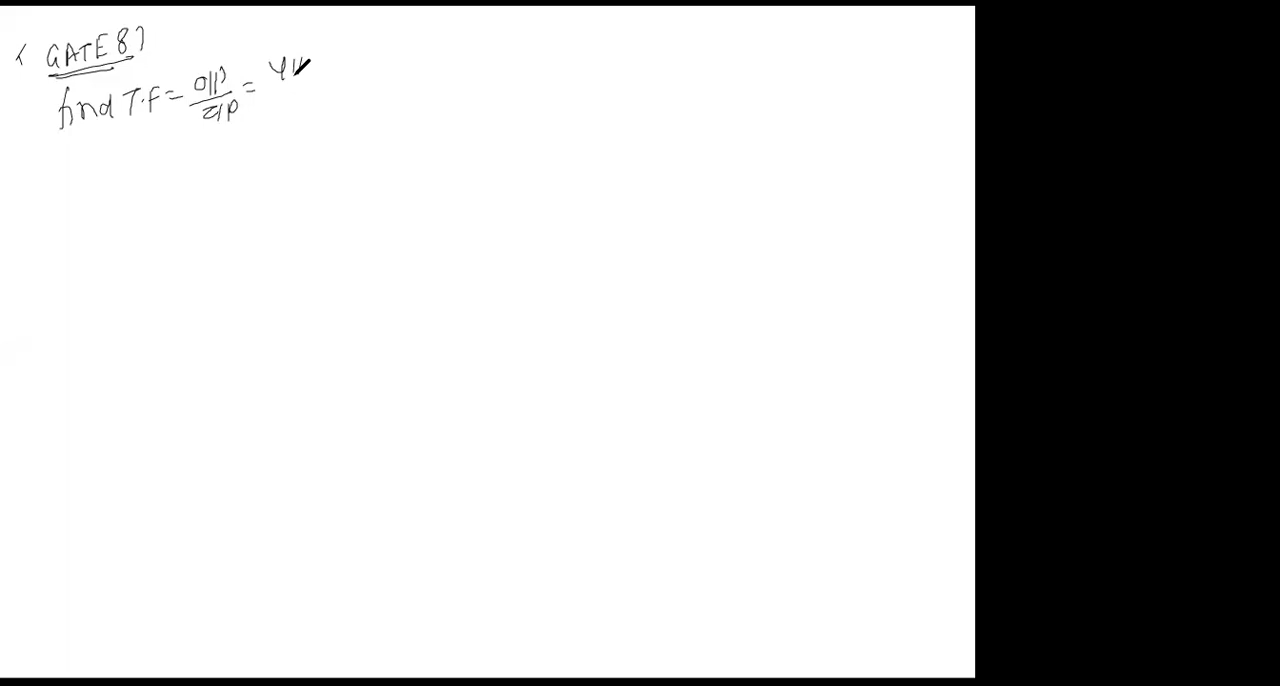 ( GATE 87
find T.F = O/P / I/P = Y